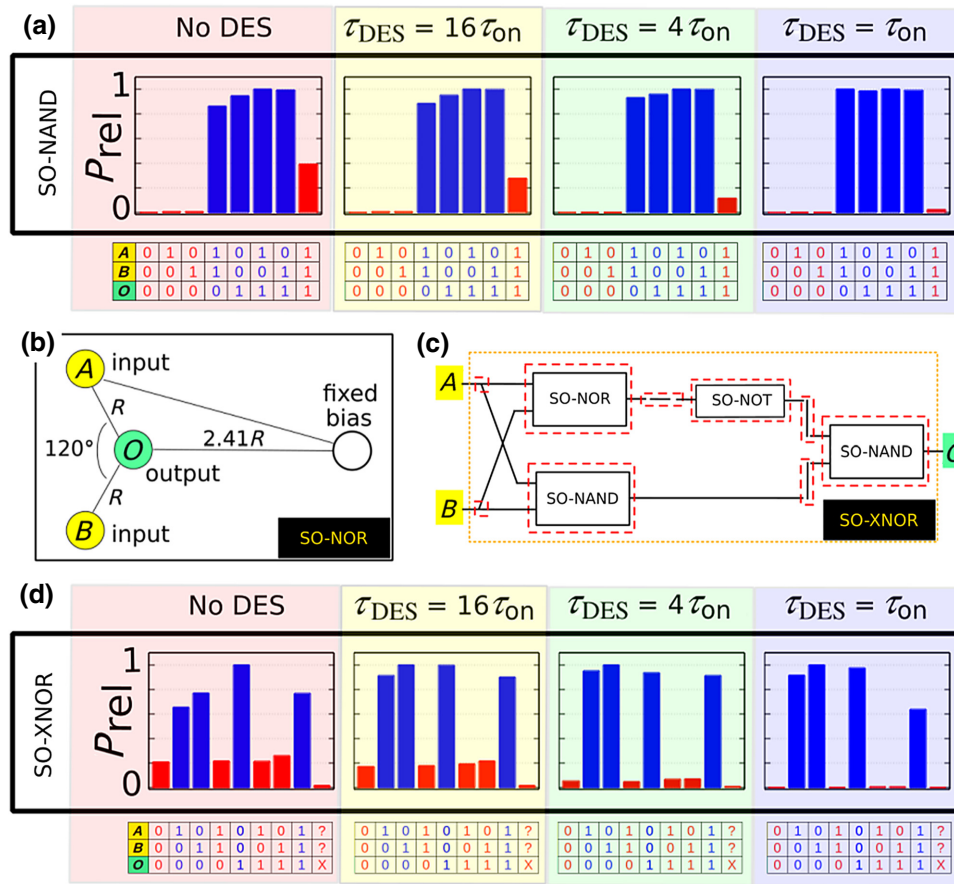 (a)
No DES
τDES = 16τon
τDES = 4τon
τDES = τon
SO-NAND
Prel
1
0
A 0 1 0 1 0 1 0 1
B 0 0 1 1 0 0 1 1
O 0 0 0 0 1 1 1 1
0 1 0 1 0 1 0 1
0 0 1 1 0 0 1 1
0 0 0 0 1 1 1 1
0 1 0 1 0 1 0 1
0 0 1 1 0 0 1 1
0 0 0 0 1 1 1 1
0 1 0 1 0 1 0 1
0 0 1 1 0 0 1 1
0 0 0 0 1 1 1 1
(b)
A input
R
120°
O
output
2.41R
fixed
bias
R
B input
SO-NOR
(c)
A
B
SO-NOR
SO-NOT
SO-NAND
SO-NAND
SO-XNOR
(d)
No DES
τDES = 16τon
τDES = 4τon
τDES = τon
SO-XNOR
Prel
1
0
A 0 1 0 1 0 1 0 1 ?
B 0 0 1 1 0 0 1 1 ?
O 0 0 0 0 1 1 1 1 X
0 1 0 1 0 1 0 1 ?
0 0 1 1 0 0 1 1 ?
0 0 0 0 1 1 1 1 X
0 1 0 1 0 1 0 1 ?
0 0 1 1 0 0 1 1 ?
0 0 0 0 1 1 1 1 X
0 1 0 1 0 1 0 1 ?
0 0 1 1 0 0 1 1 ?
0 0 0 0 1 1 1 1 X